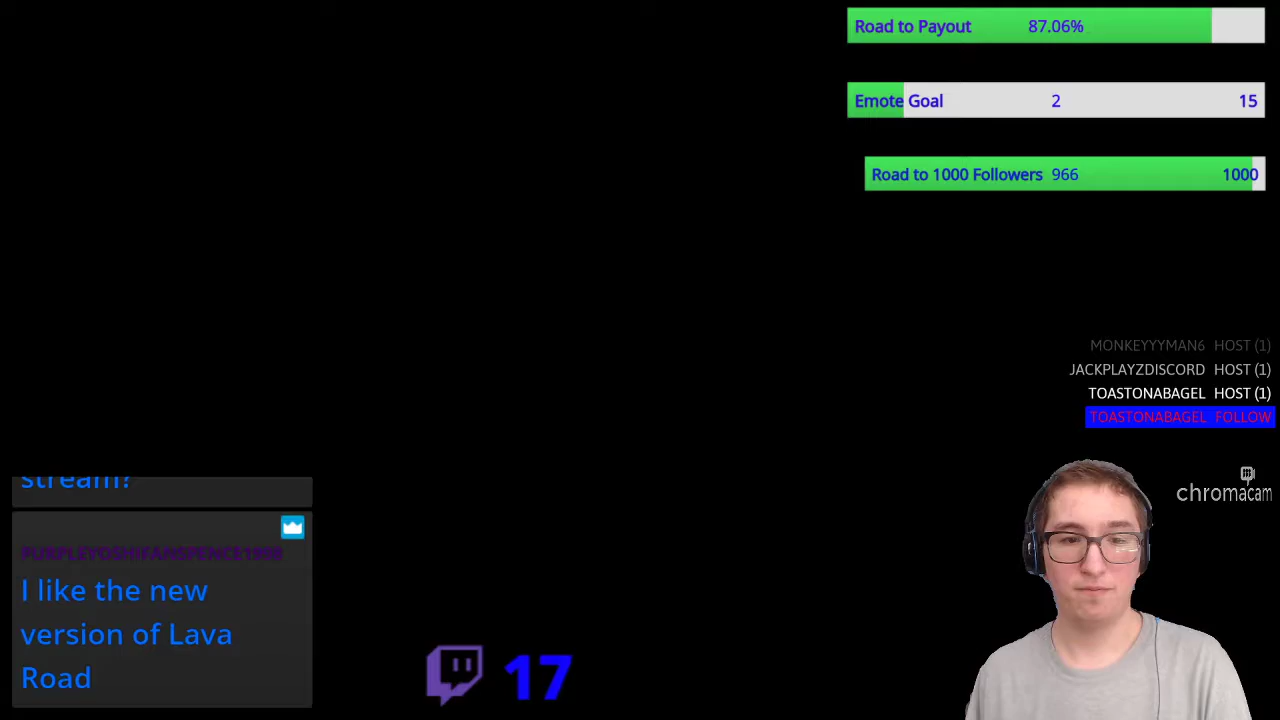 Road to Payout 87.06%
Emote Goal 2 15
Road to 1000 Followers 966 1000
MONKEYYYMAN6 HOST (1)
JACKPLAYZDISCORD HOST (1)
TOASTONABAGEL HOST (1)
TOASTONABAGEL FOLLOW
chromacam
stream?
PURPLEYOSHIFANSPENCE1998
I like the new
version of Lava
Road
17